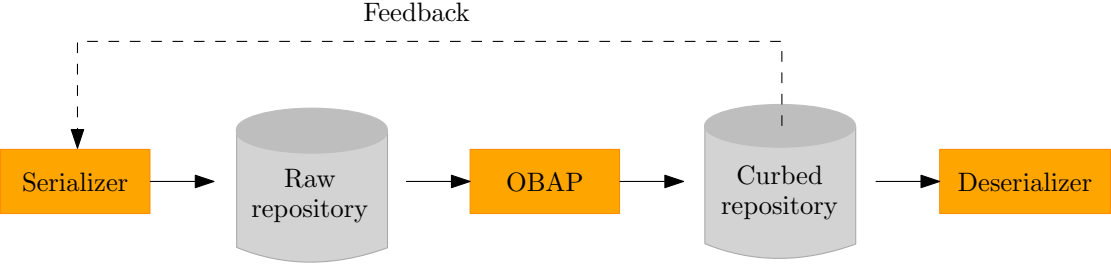 Feedback
Serializer
Raw
repository
OBAP
Curbed
repository
Deserializer